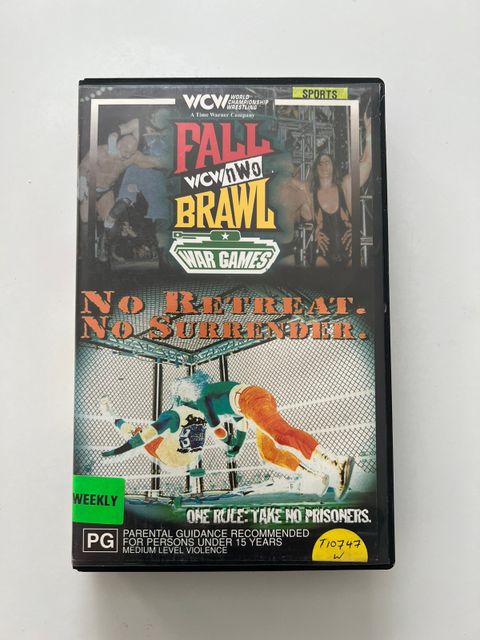 WCW WORLD CHAMPIONSHIP WRESTLING
SPORTS
A Time Warner Company
FALL
WCW/nWo
BRAWL
WAR GAMES
NO RETREAT.
NO SURRENDER.
WEEKLY
ONE RULE: TAKE NO PRISONERS.
PG
PARENTAL GUIDANCE RECOMMENDED
FOR PERSONS UNDER 15 YEARS
MEDIUM LEVEL VIOLENCE
T10747
W